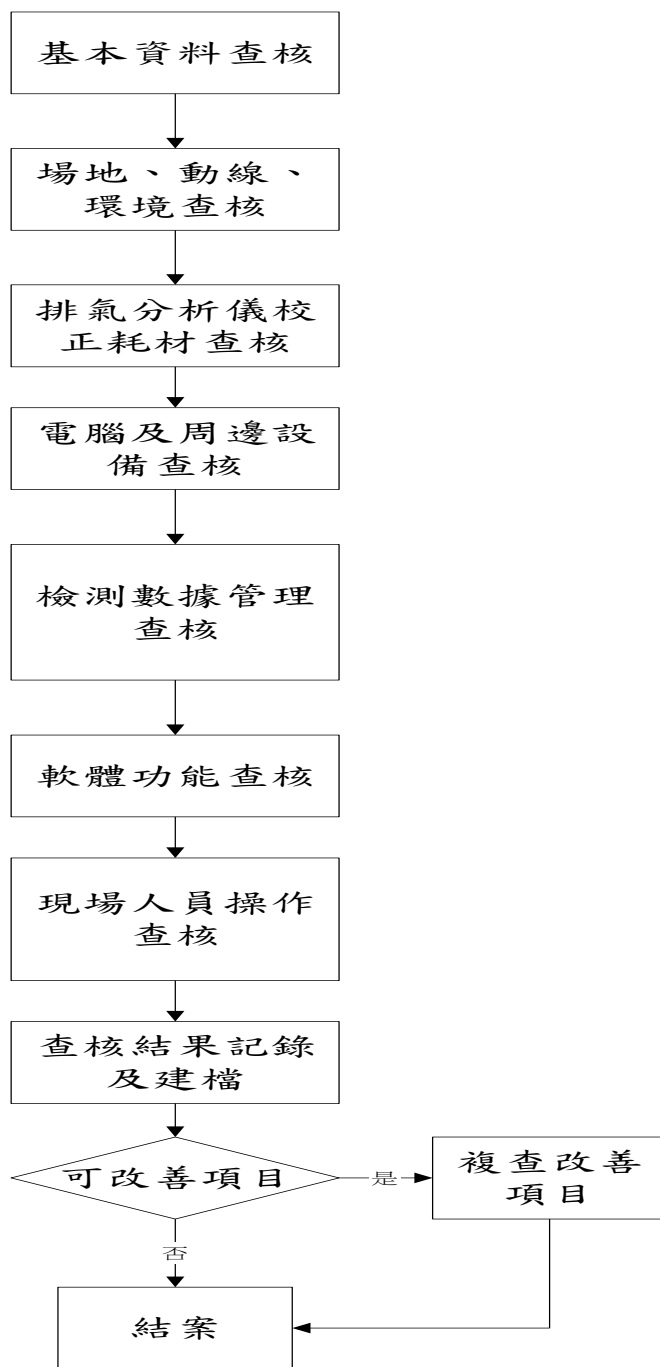 基本資料查核
場地、動線、
環境查核
排氣分析儀校
正耗材查核
電腦及周邊設
備查核
檢測數據管理
查核
軟體功能查核
現場人員操作
查核
查核結果記錄
及建檔
可改善項目
是
複查改善
項目
否
結案